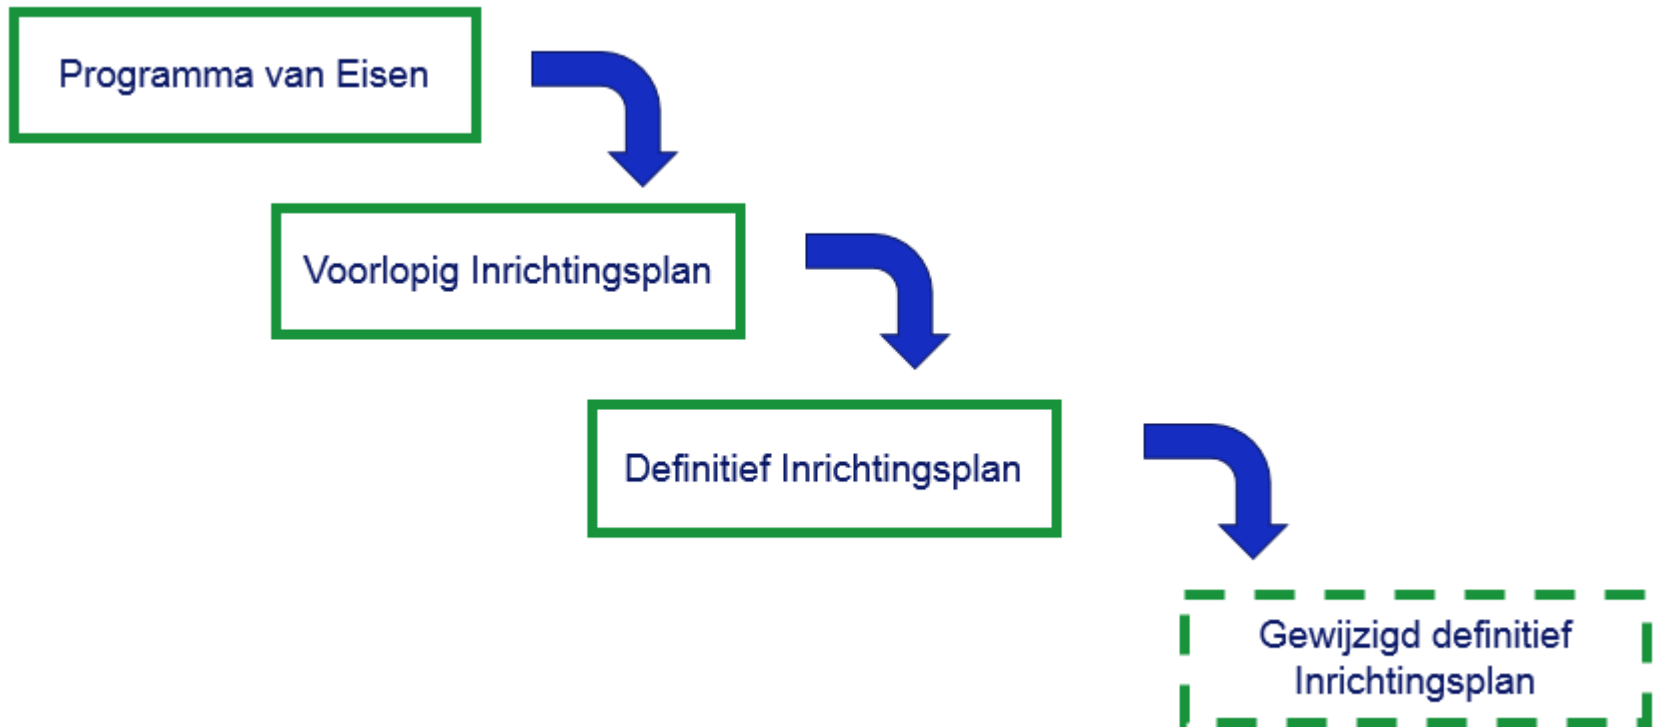 Programma van Eisen
Voorlopig Inrichtingsplan
Definitief Inrichtingsplan
Gewijzigd definitief
Inrichtingsplan